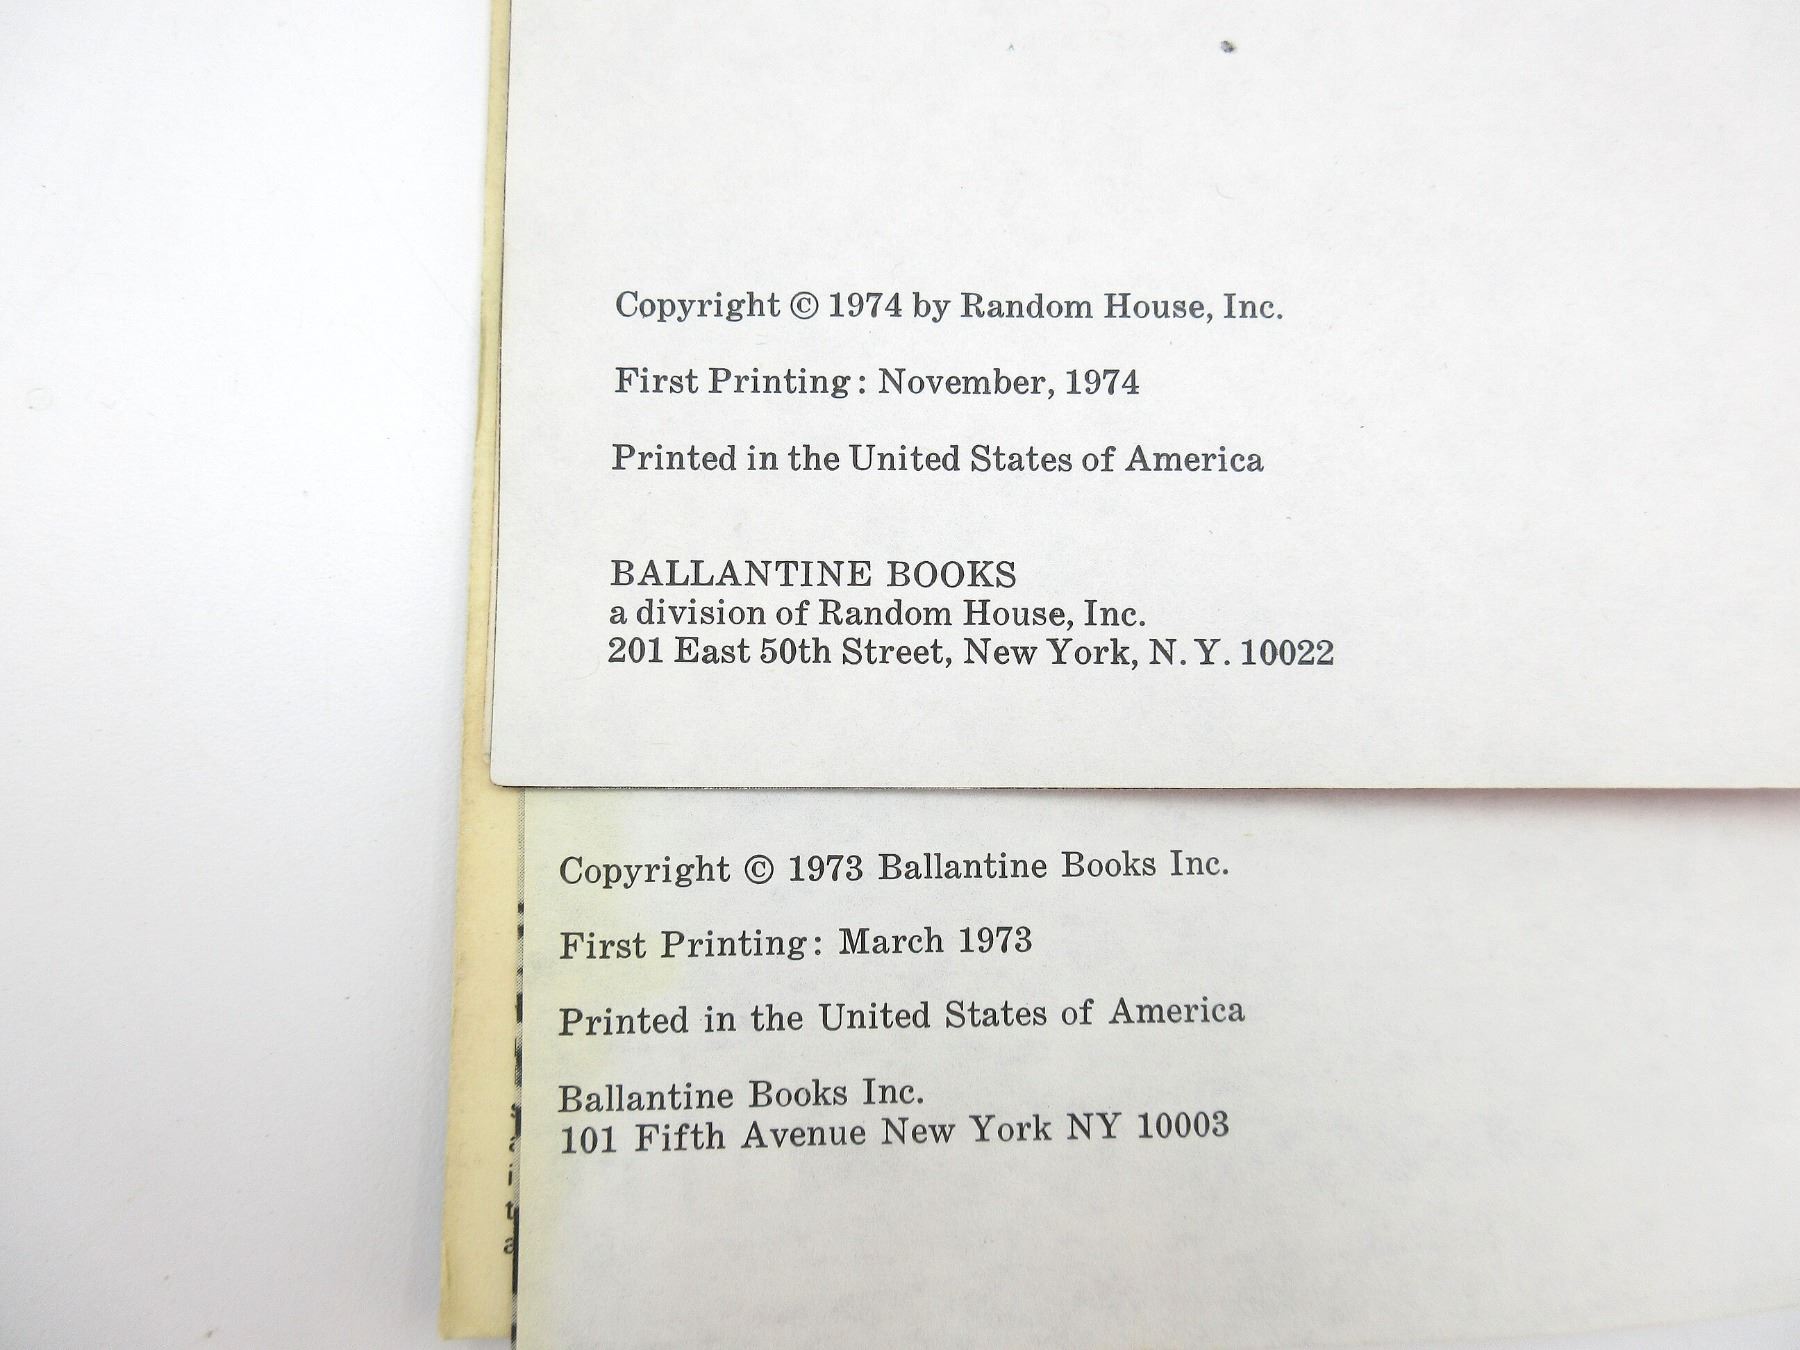 Copyright © 1974 by Random House, Inc.
First Printing: November, 1974
Printed in the United States of America
BALLANTINE BOOKS
a division of Random House, Inc.
201 East 50th Street, New York, N. Y. 10022
Copyright © 1973 Ballantine Books Inc.
First Printing: March 1973
Printed in the United States of America
Ballantine Books Inc.
101 Fifth Avenue New York NY 10003